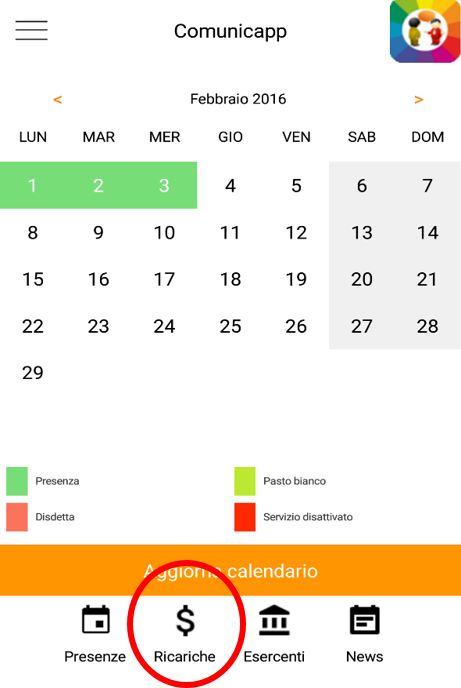 Comunicapp
< Febbraio 2016 >
LUN MAR MER GIO VEN SAB DOM
1 2 3 4 5 6 7
8 9 10 11 12 13 14
15 16 17 18 19 20 21
22 23 24 25 26 27 28
29
Presenza Pasto bianco
Disdetta Servizio disattivato
Aggiorna calendario
$
Presenze Ricariche Esercenti News